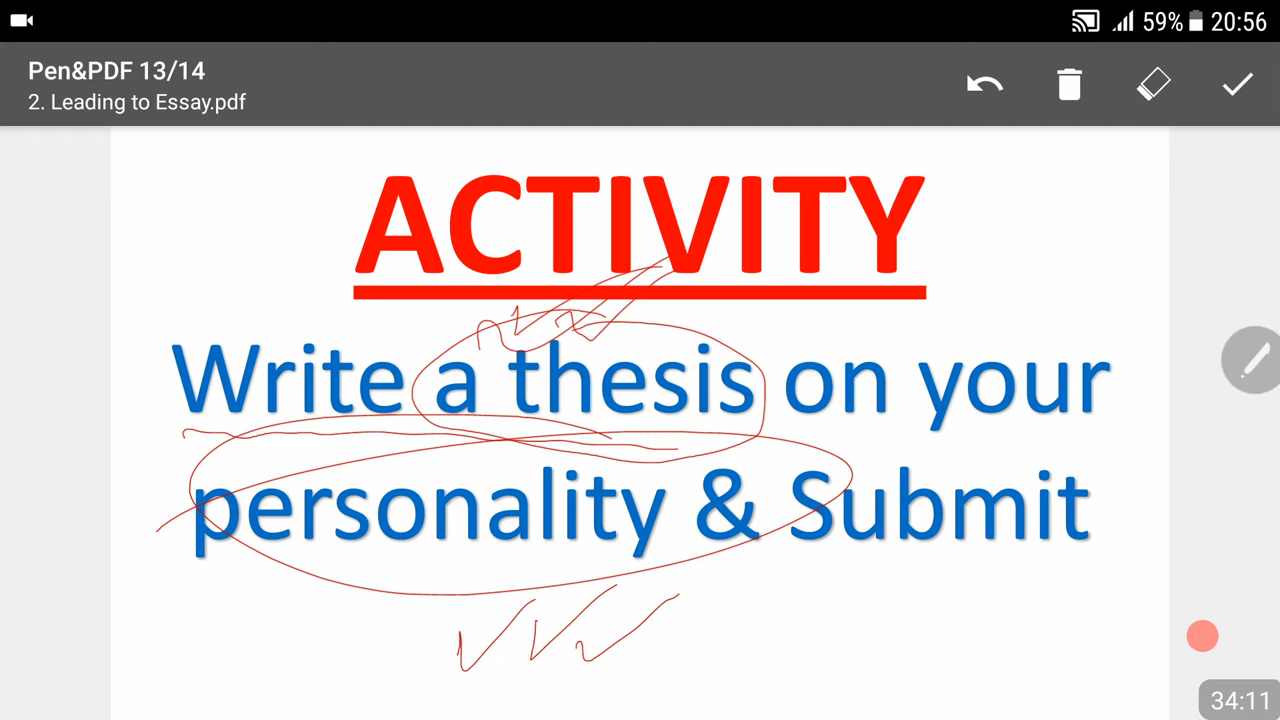 59% 20:56
Pen&PDF 13/14
2. Leading to Essay.pdf
ACTIVITY
Write a thesis on your
personality & Submit
34:11